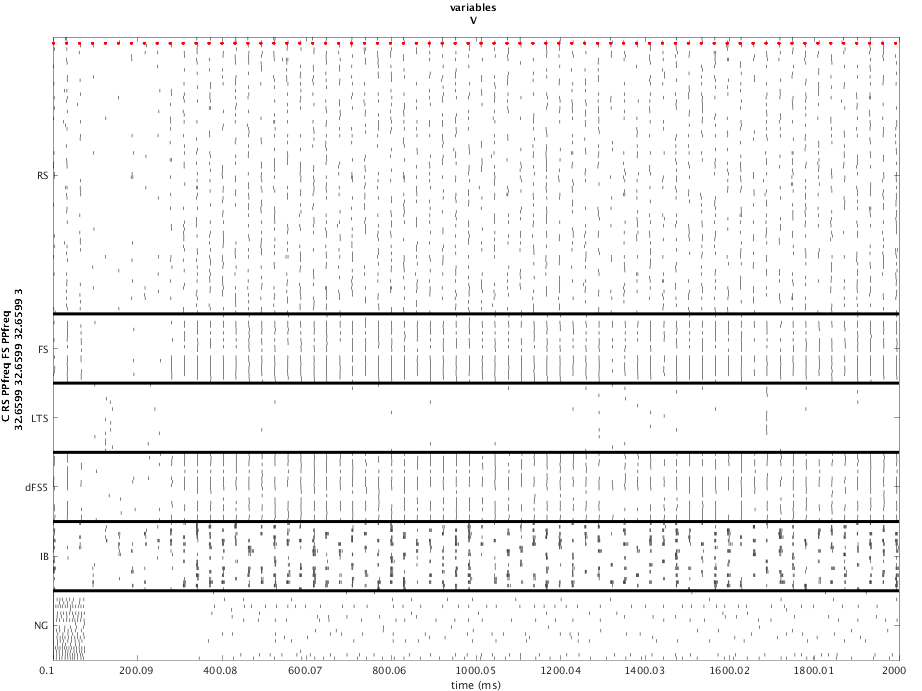 variables
V
C RS PPfreq FS PPfreq
32.6599 32.6599 32.6599 3
RS
FS
LTS
dFS5
IB
NG
0.1
200.09
400.08
600.07
800.06
1000.05
1200.04
1400.03
1600.02
1800.01
2000
time (ms)